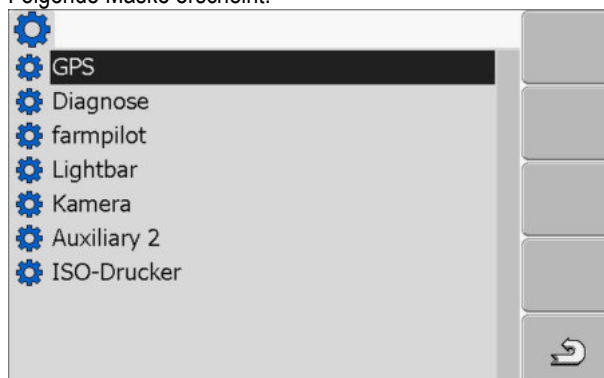 Folgende Maske erscheint:
GPS
Diagnose
farmpilot
Lightbar
Kamera
Auxiliary 2
ISO-Drucker